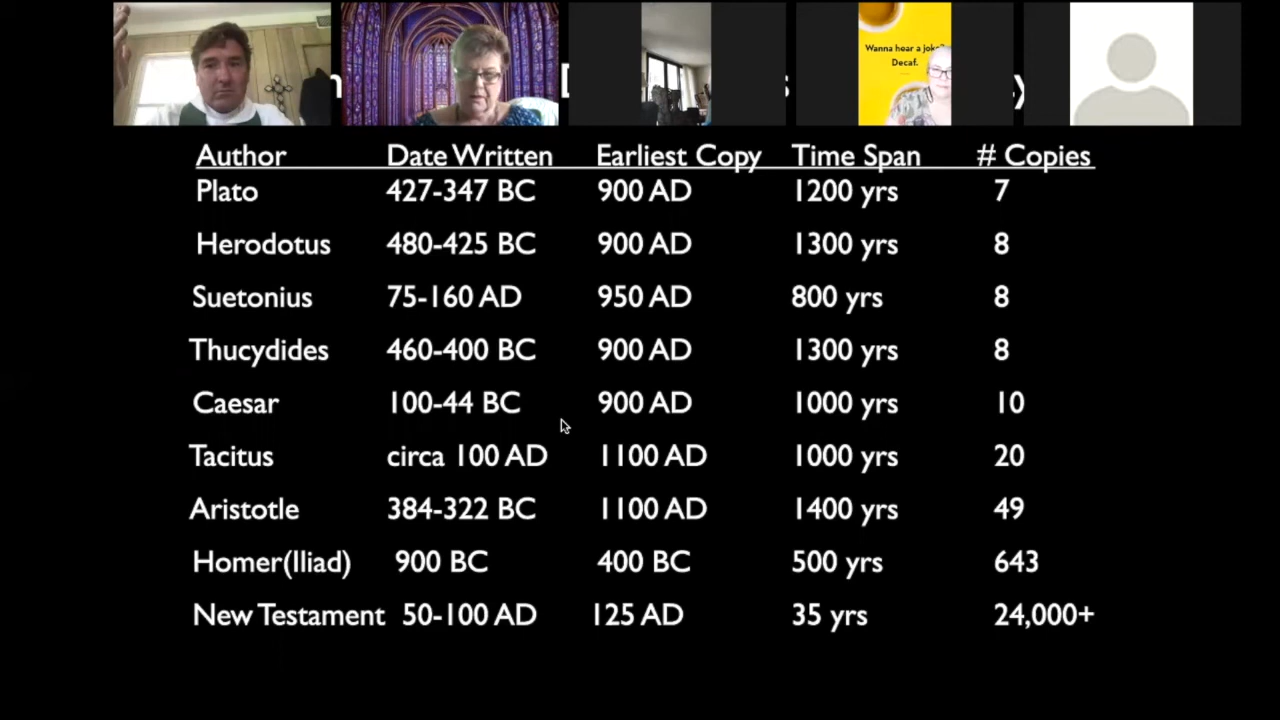 Wanna hear a joke?
Decaf.
Author Date Written Earliest Copy Time Span # Copies
Plato 427-347 BC 900 AD 1200 yrs 7
Herodotus 480-425 BC 900 AD 1300 yrs 8
Suetonius 75-160 AD 950 AD 800 yrs 8
Thucydides 460-400 BC 900 AD 1300 yrs 8
Caesar 100-44 BC 900 AD 1000 yrs 10
Tacitus circa 100 AD 1100 AD 1000 yrs 20
Aristotle 384-322 BC 1100 AD 1400 yrs 49
Homer(Iliad) 900 BC 400 BC 500 yrs 643
New Testament 50-100 AD 125 AD 35 yrs 24,000+